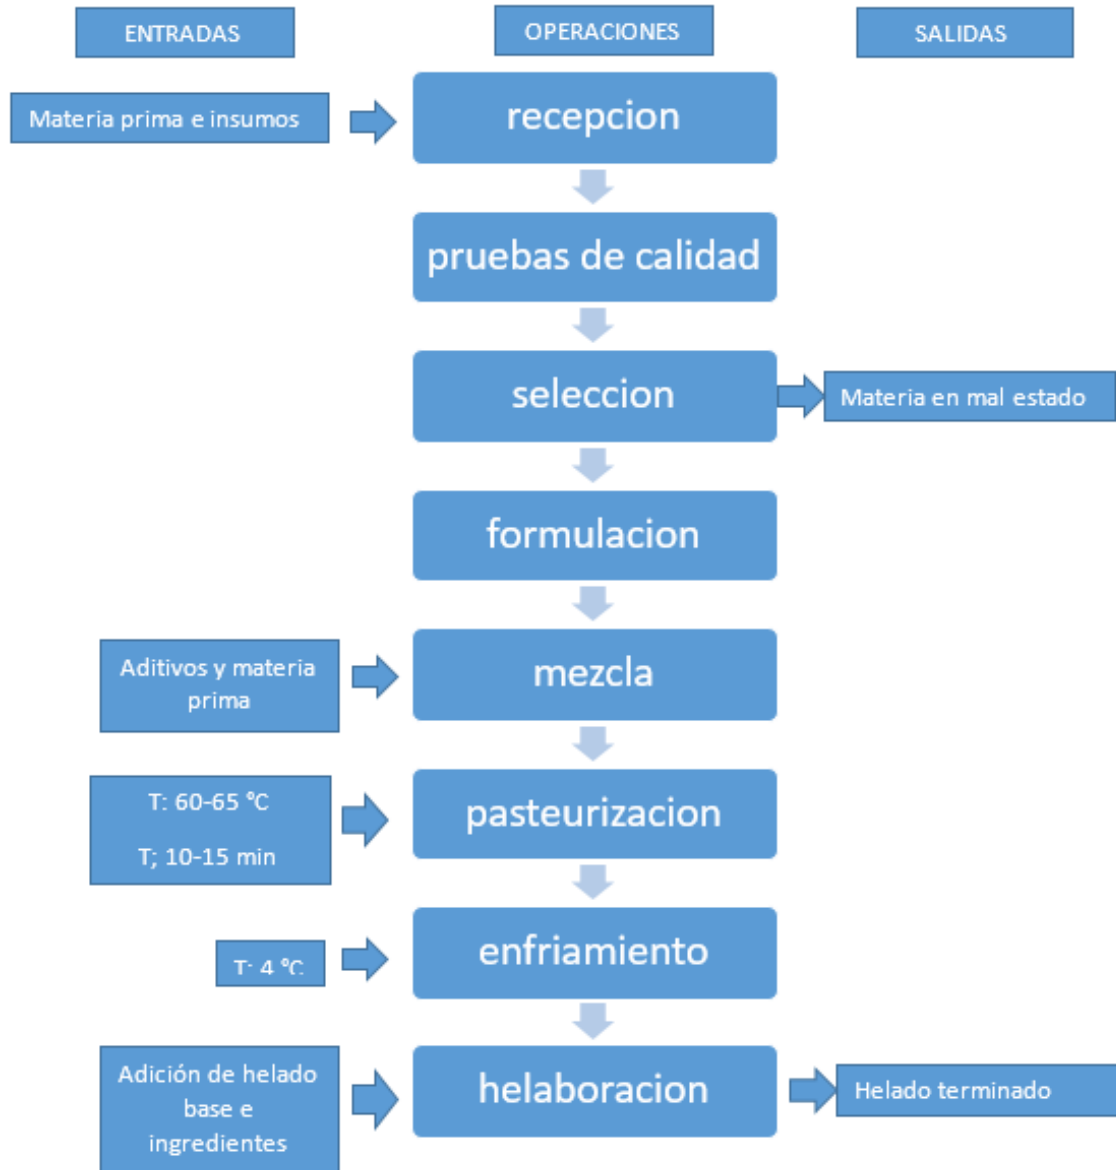 ENTRADAS
OPERACIONES
SALIDAS
Materia prima e insumos
recepcion
pruebas de calidad
seleccion
Materia en mal estado
formulacion
Aditivos y materia
prima
mezcla
T: 60-65 °C
T; 10-15 min
pasteurizacion
T: 4 °C
enfriamiento
Adición de helado
base e
ingredientes
helaboracion
Helado terminado